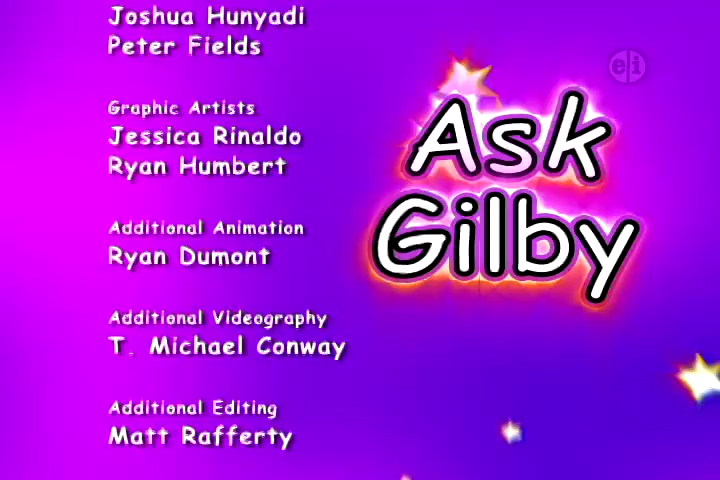 Joshua Hunyadi
Peter Fields
Graphic Artists
Jessica Rinaldo
Ryan Humbert
Additional Animation
Ryan Dumont
Additional Videography
T. Michael Conway
Additional Editing
Matt Rafferty
e/i
Ask
Gilby